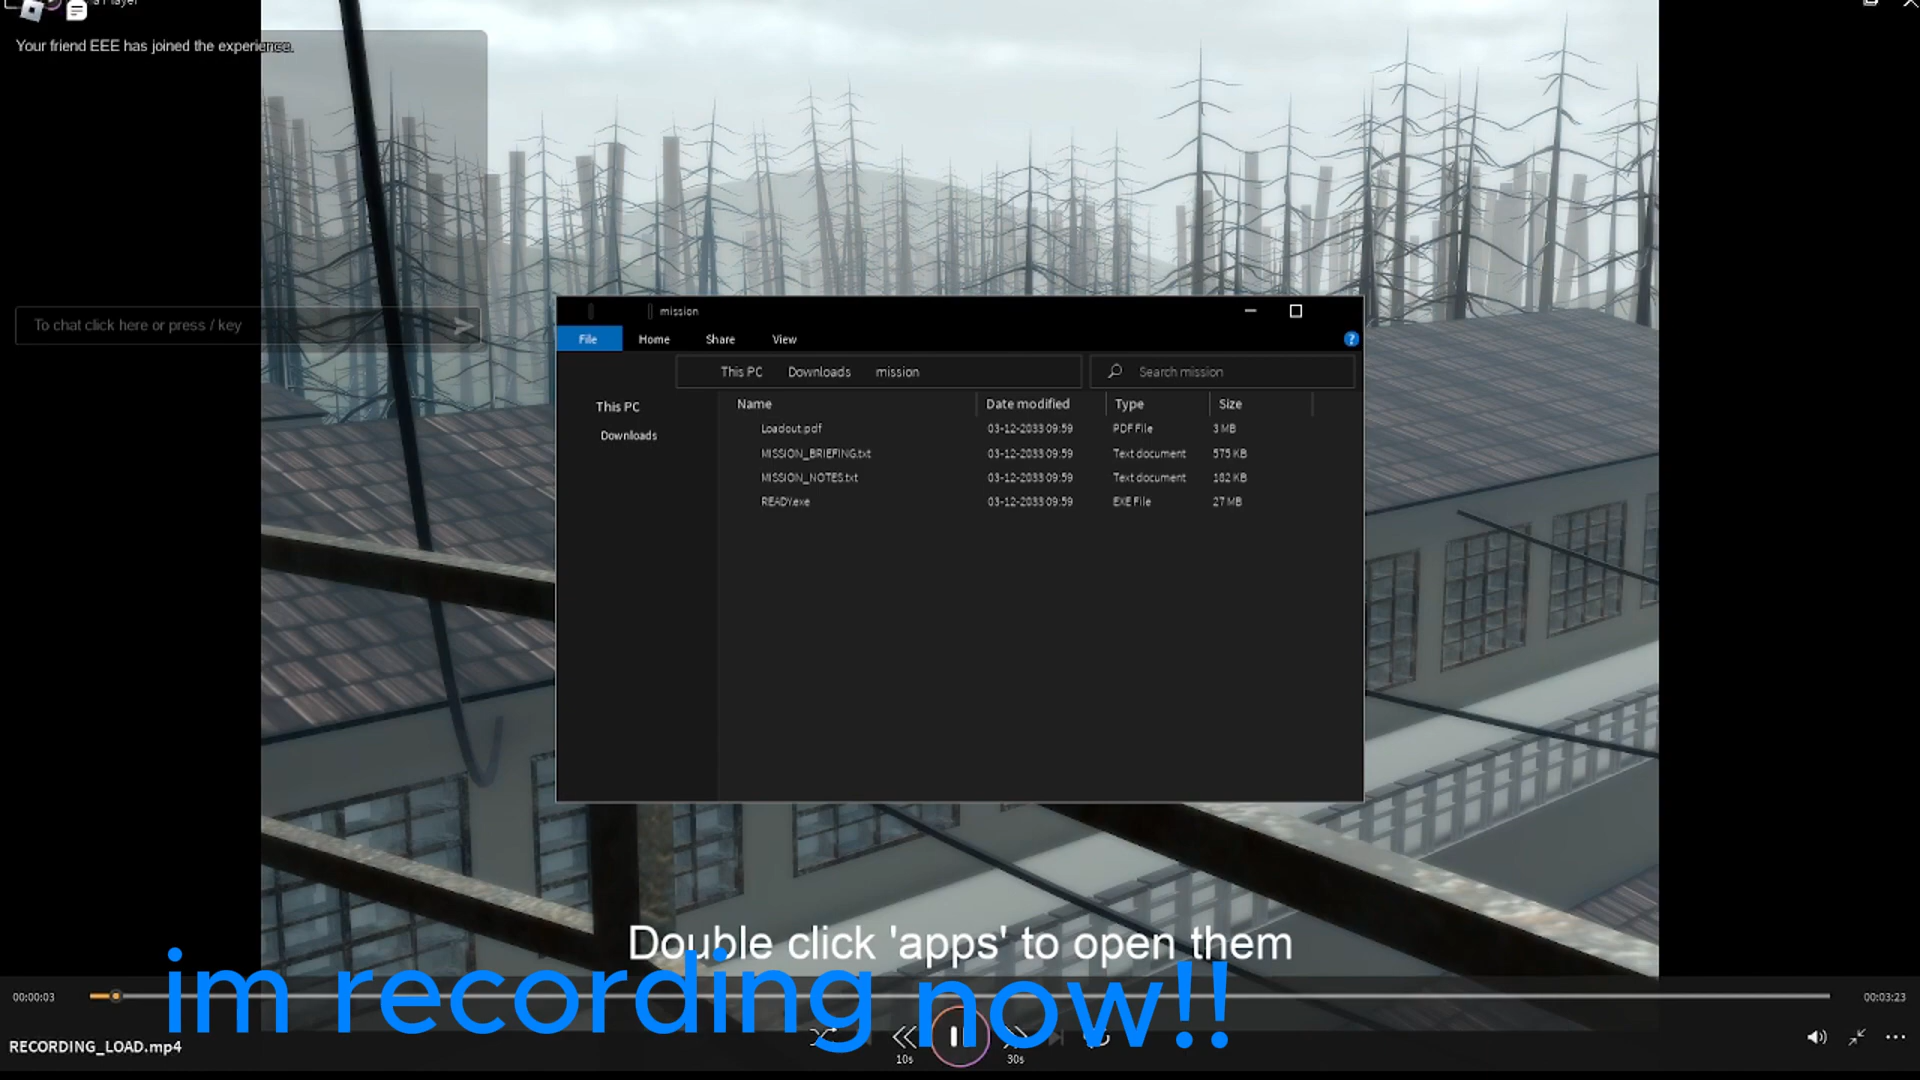 Player
Your friend EEE has joined the experience.
To chat click here or press / key
mission
File Home Share View ?
This PC Downloads mission
Search mission
This PC
Downloads
Name Date modified Type Size
Loadout.pdf 03-12-2033 09:59 PDF File 3 MB
MISSION_BRIEFING.txt 03-12-2033 09:59 Text document 575 KB
MISSION_NOTES.txt 03-12-2033 09:59 Text document 182 KB
READY.exe 03-12-2033 09:59 EXE File 27 MB
Double click 'apps' to open them
im recording now!!
00:00:03
00:03:23
RECORDING_LOAD.mp4
10s
30s